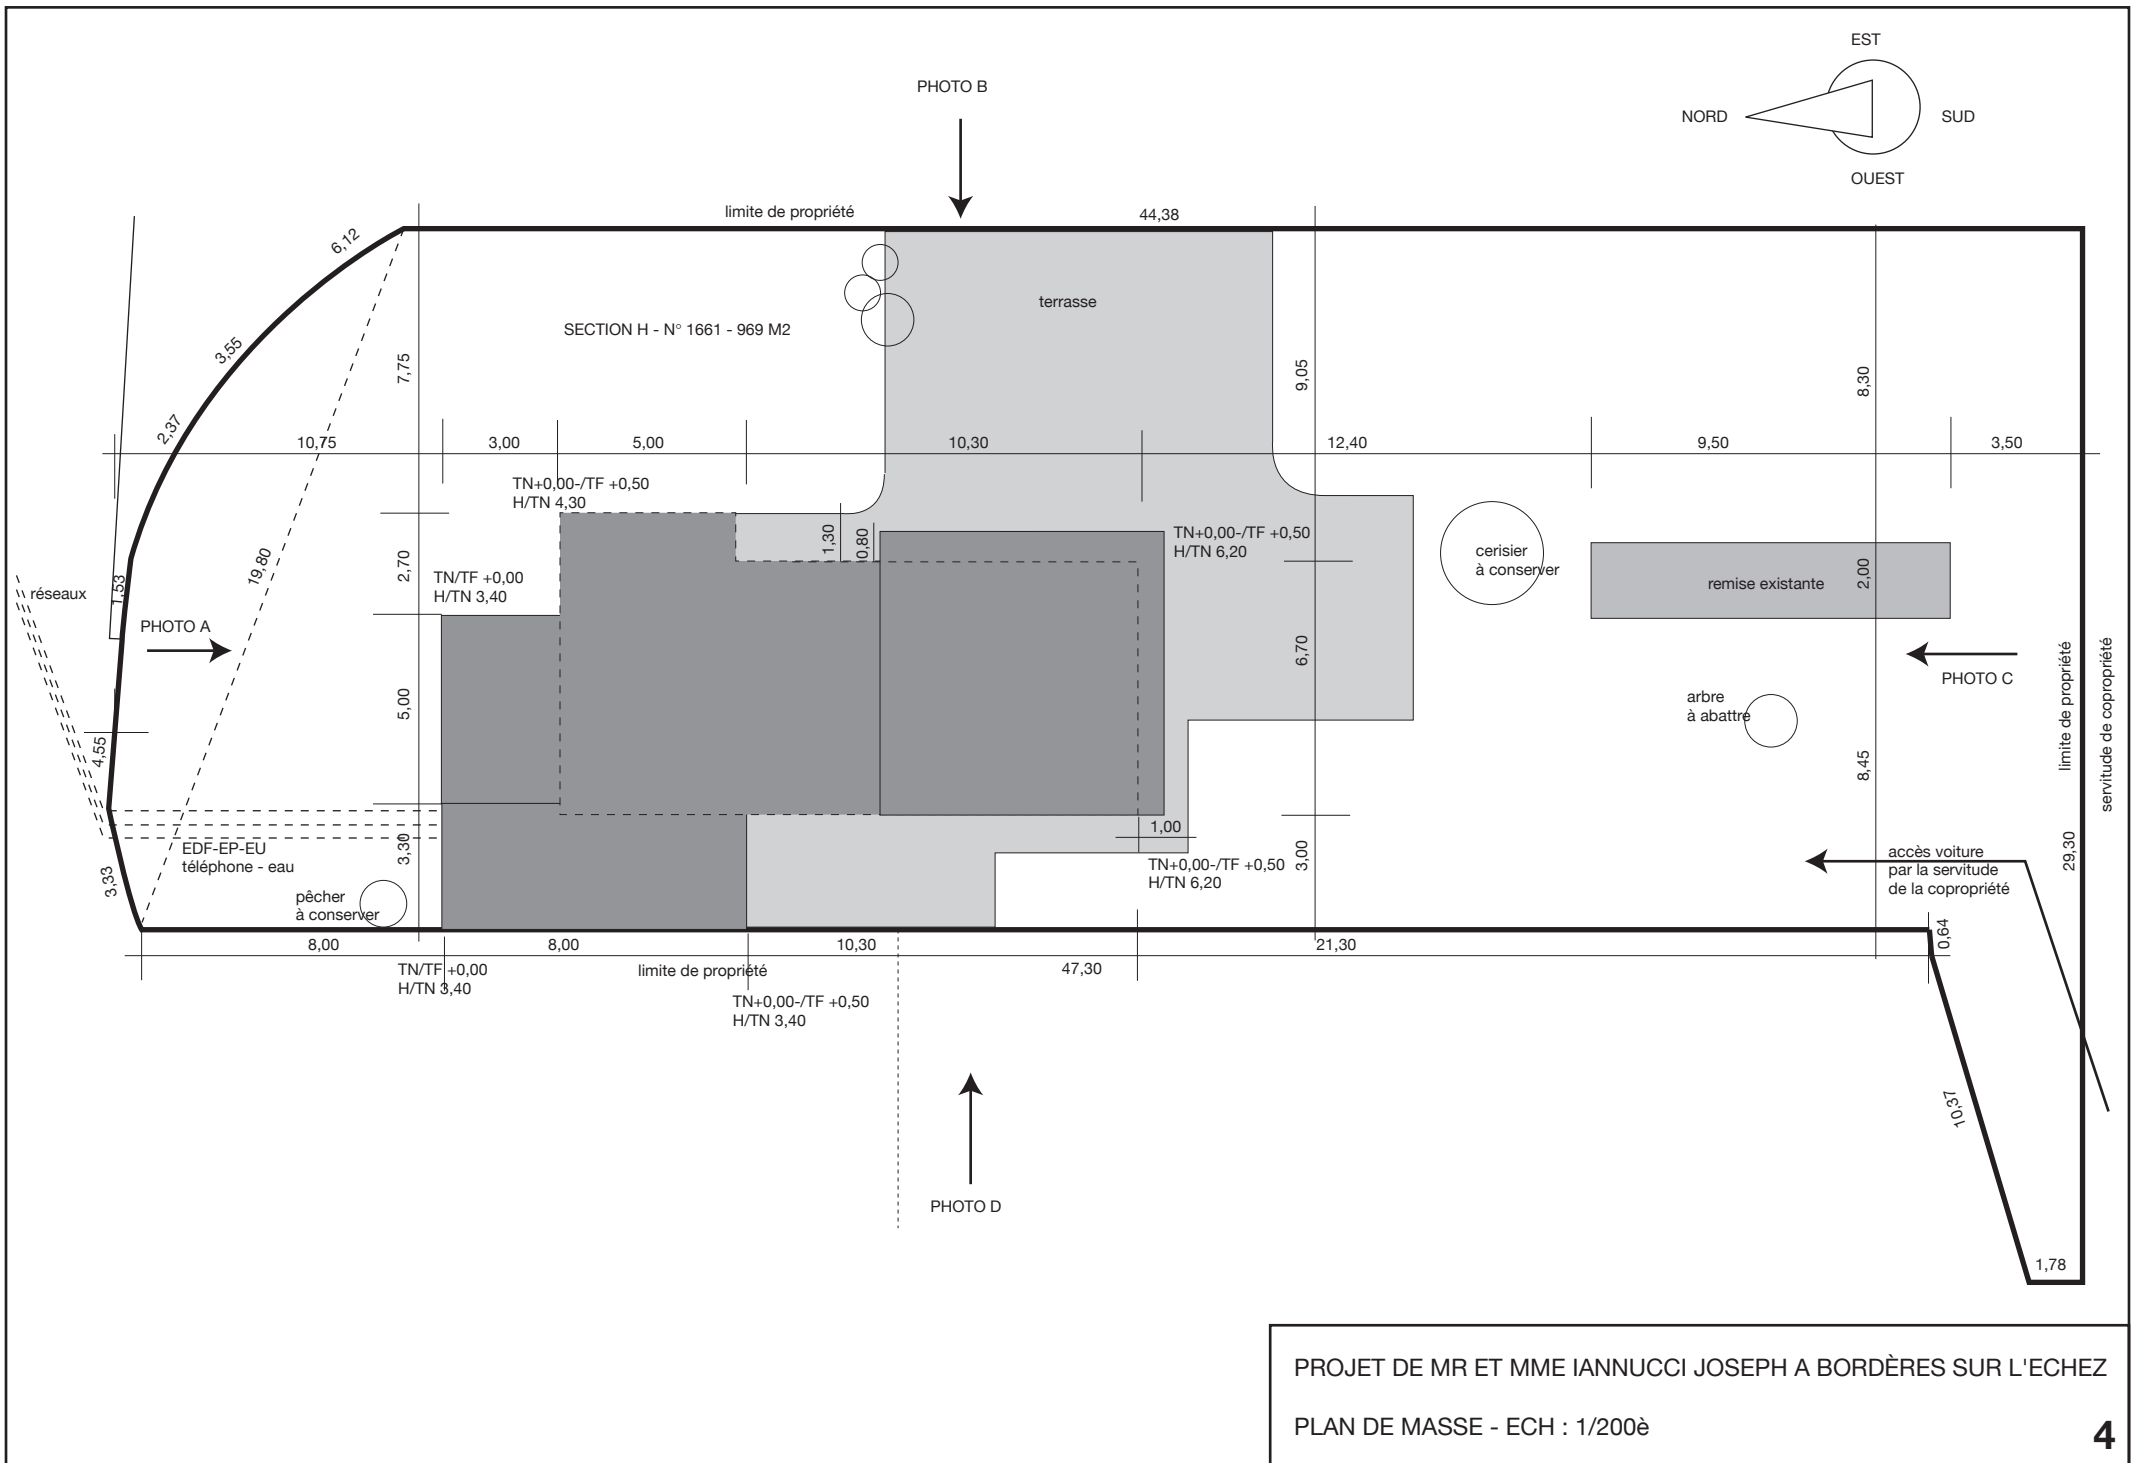 EST
PHOTO B
NORD
SUD
OUEST
limite de propriété
44,38
6,12
terrasse
SECTION H - N° 1661 - 969 M2
3,55
7,75
9,05
8,30
2,37
10,75
3,00
5,00
10,30
12,40
9,50
3,50
TN+0,00-/TF +0,50
H/TN 4,30
1,30
0,80
TN+0,00-/TF +0,50
H/TN 6,20
cerisier
à conserver
19,80
2,70
TN/TF +0,00
H/TN 3,40
remise existante
2,00
1,53
réseaux
PHOTO A
6,70
limite de propriété
servitude de copropriété
PHOTO C
5,00
arbre
à abattre
4,55
8,45
3,33
EDF-EP-EU
téléphone - eau
3,30
1,00
3,00
TN+0,00-/TF +0,50
H/TN 6,20
accès voiture
par la servitude
de la copropriété
29,30
pêcher
à conserver
0,64
8,00
8,00
10,30
21,30
TN/TF +0,00
H/TN 3,40
limite de propriété
47,30
TN+0,00-/TF +0,50
H/TN 3,40
10,37
PHOTO D
1,78
PROJET DE MR ET MME IANNUCCI JOSEPH A BORDÈRES SUR L'ECHEZ
PLAN DE MASSE - ECH : 1/200è
4